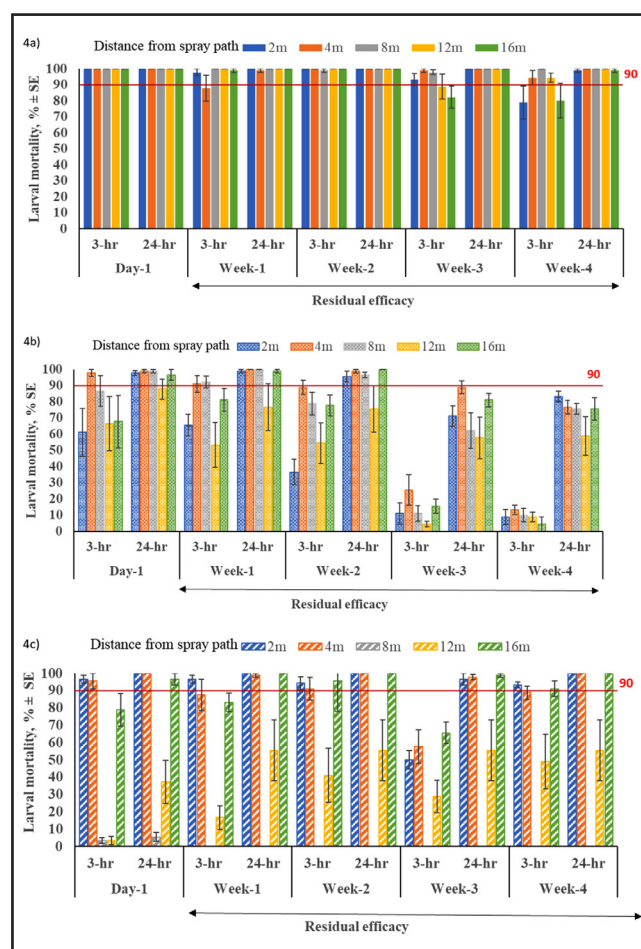 4a)
Distance from spray path 2m 4m 8m 12m 16m
Larval mortality, % ± SE
100
90
80
70
60
50
40
30
20
10
0
90
3-hr 24-hr 3-hr 24-hr 3-hr 24-hr 3-hr 24-hr 3-hr 24-hr
Day-1 Week-1 Week-2 Week-3 Week-4
Residual efficacy
4b)
Distance from spray path 2m 4m 8m 12m 16m
Larval mortality, % SE
100
90
80
70
60
50
40
30
20
10
0
90
3-hr 24-hr 3-hr 24-hr 3-hr 24-hr 3-hr 24-hr 3-hr 24-hr
Day-1 Week-1 Week-2 Week-3 Week-4
Residual efficacy
4c)
Distance from spray path 2m 4m 8m 12m 16m
Larval mortality, % ± SE
100
90
80
70
60
50
40
30
20
10
0
90
3-hr 24-hr 3-hr 24-hr 3-hr 24-hr 3-hr 24-hr 3-hr 24-hr
Day-1 Week-1 Week-2 Week-3 Week-4
Residual efficacy